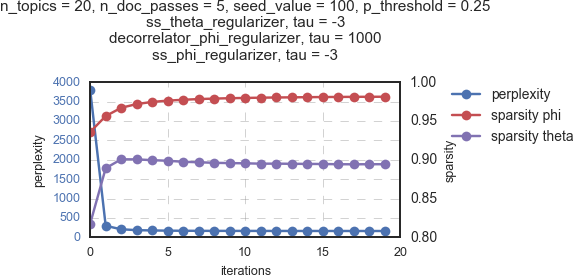 n_topics = 20, n_doc_passes = 5, seed_value = 100, p_threshold = 0.25
ss_theta_regularizer, tau = -3
decorrelator_phi_regularizer, tau = 1000
ss_phi_regularizer, tau = -3
4000
3500
3000
2500
2000
1500
1000
500
0
perplexity
1.00
0.95
0.90
0.85
0.80
sparsity
perplexity
sparsity phi
sparsity theta
0
5
10
15
20
iterations